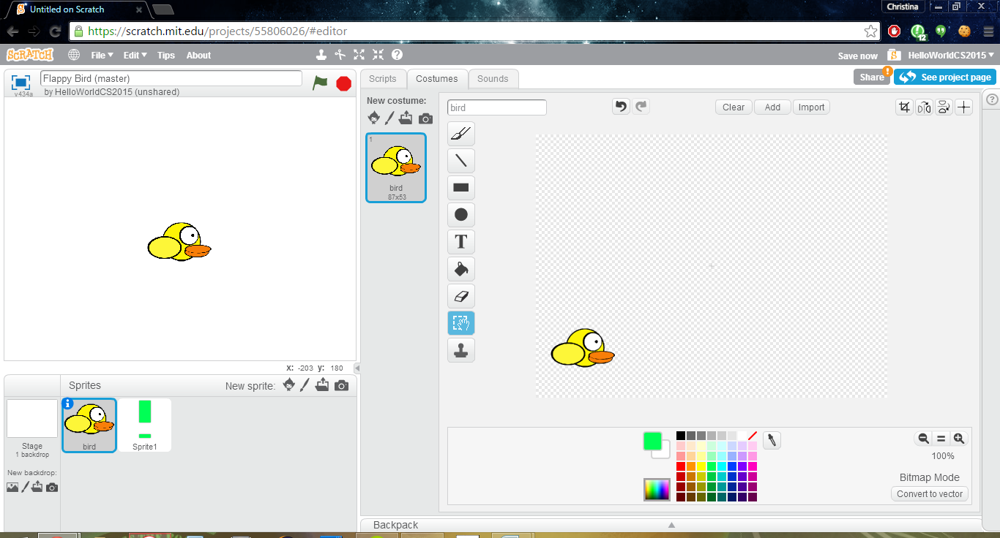 Untitled on Scratch
Christina
https://scratch.mit.edu/projects/55806026/#editor
12
SCRATCH
File
Edit
Tips
About
Save now
HelloWorldCS2015
Flappy Bird (master)
v434a
by HelloWorldCS2015 (unshared)
Scripts
Costumes
Sounds
Share
!
See project page
?
New costume:
bird
Clear
Add
Import
1
bird
87x53
T
x: -203 y: 180
Sprites
New sprite:
i
bird
Sprite1
Stage
1 backdrop
New backdrop:
100%
Bitmap Mode
Convert to vector
Backpack